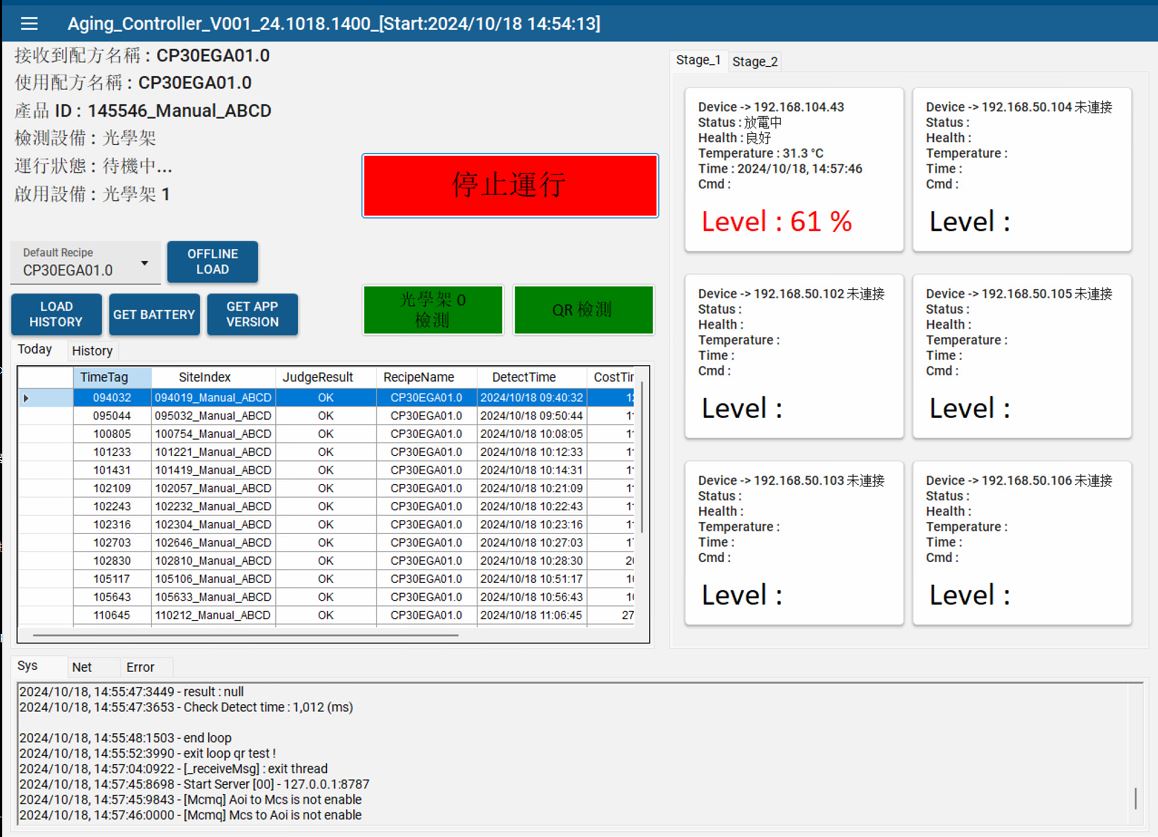 Aging_Controller_V001_24.1018.1400_[Start:2024/10/18 14:54:13]
接收到配方名稱 : CP30EGA01.0
使用配方名稱 : CP30EGA01.0
產品 ID : 145546_Manual_ABCD
檢測設備 : 光學架
運行狀態 : 待機中...
啟用設備 : 光學架 1
停止運行
Default Recipe
CP30EGA01.0
OFFLINE
LOAD
LOAD
HISTORY
GET BATTERY
GET APP
VERSION
光學架 0
檢測
QR 檢測
Today History
TimeTag SiteIndex JudgeResult RecipeName DetectTime CostTir
094032 094019_Manual_ABCD OK CP30EGA01.0 2024/10/18 09:40:32
095044 095032_Manual_ABCD OK CP30EGA01.0 2024/10/18 09:50:44
100805 100754_Manual_ABCD OK CP30EGA01.0 2024/10/18 10:08:05
101233 101221_Manual_ABCD OK CP30EGA01.0 2024/10/18 10:12:33
101431 101419_Manual_ABCD OK CP30EGA01.0 2024/10/18 10:14:31
102109 102057_Manual_ABCD OK CP30EGA01.0 2024/10/18 10:21:09
102243 102232_Manual_ABCD OK CP30EGA01.0 2024/10/18 10:22:43
102316 102304_Manual_ABCD OK CP30EGA01.0 2024/10/18 10:23:16
102703 102646_Manual_ABCD OK CP30EGA01.0 2024/10/18 10:27:03
102830 102810_Manual_ABCD OK CP30EGA01.0 2024/10/18 10:28:30
105117 105106_Manual_ABCD OK CP30EGA01.0 2024/10/18 10:51:17
105643 105633_Manual_ABCD OK CP30EGA01.0 2024/10/18 10:56:43
110645 110212_Manual_ABCD OK CP30EGA01.0 2024/10/18 11:06:45 27
Stage_1 Stage_2
Device -> 192.168.104.43
Status : 放電中
Health : 良好
Temperature : 31.3 °C
Time : 2024/10/18, 14:57:46
Cmd :
Level : 61 %
Device -> 192.168.50.104 未連接
Status :
Health :
Temperature :
Time :
Cmd :
Level :
Device -> 192.168.50.102 未連接
Status :
Health :
Temperature :
Time :
Cmd :
Level :
Device -> 192.168.50.105 未連接
Status :
Health :
Temperature :
Time :
Cmd :
Level :
Device -> 192.168.50.103 未連接
Status :
Health :
Temperature :
Time :
Cmd :
Level :
Device -> 192.168.50.106 未連接
Status :
Health :
Temperature :
Time :
Cmd :
Level :
Sys Net Error
2024/10/18, 14:55:47:3449 - result : null
2024/10/18, 14:55:47:3653 - Check Detect time : 1,012 (ms)
2024/10/18, 14:55:48:1503 - end loop
2024/10/18, 14:55:52:3990 - exit loop qr test !
2024/10/18, 14:57:04:0922 - [_receiveMsg] : exit thread
2024/10/18, 14:57:45:8698 - Start Server [00] - 127.0.0.1:8787
2024/10/18, 14:57:45:9843 - [Mcmq] Aoi to Mcs is not enable
2024/10/18, 14:57:46:0000 - [Mcmq] Mcs to Aoi is not enable